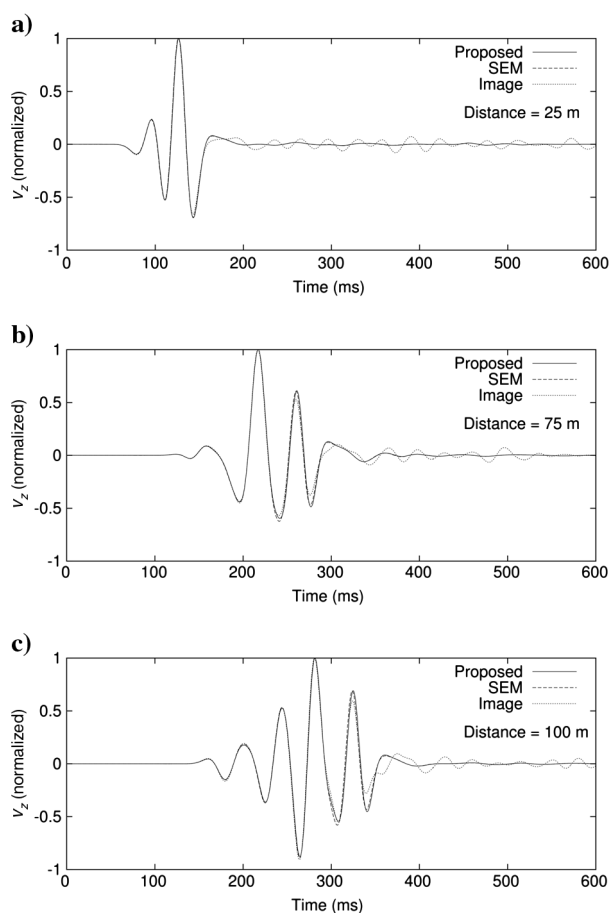 a)
1
0.5
0
-0.5
-1
V_z (normalized)
Proposed
SEM
Image
Distance = 25 m
0 100 200 300 400 500 600
Time (ms)
b)
1
0.5
0
-0.5
-1
V_z (normalized)
Proposed
SEM
Image
Distance = 75 m
0 100 200 300 400 500 600
Time (ms)
c)
1
0.5
0
-0.5
-1
V_z (normalized)
Proposed
SEM
Image
Distance = 100 m
0 100 200 300 400 500 600
Time (ms)